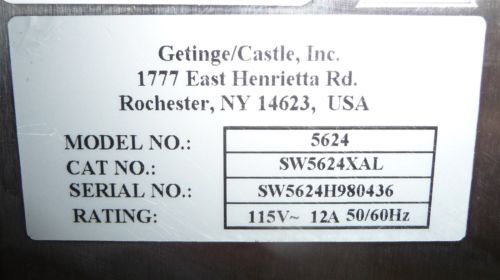 Getinge/Castle, Inc.
1777 East Henrietta Rd.
Rochester, NY 14623, USA
MODEL NO.: 5624
CAT NO.: SW5624XAL
SERIAL NO.: SW5624H980436
RATING: 115V~ 12A 50/60Hz